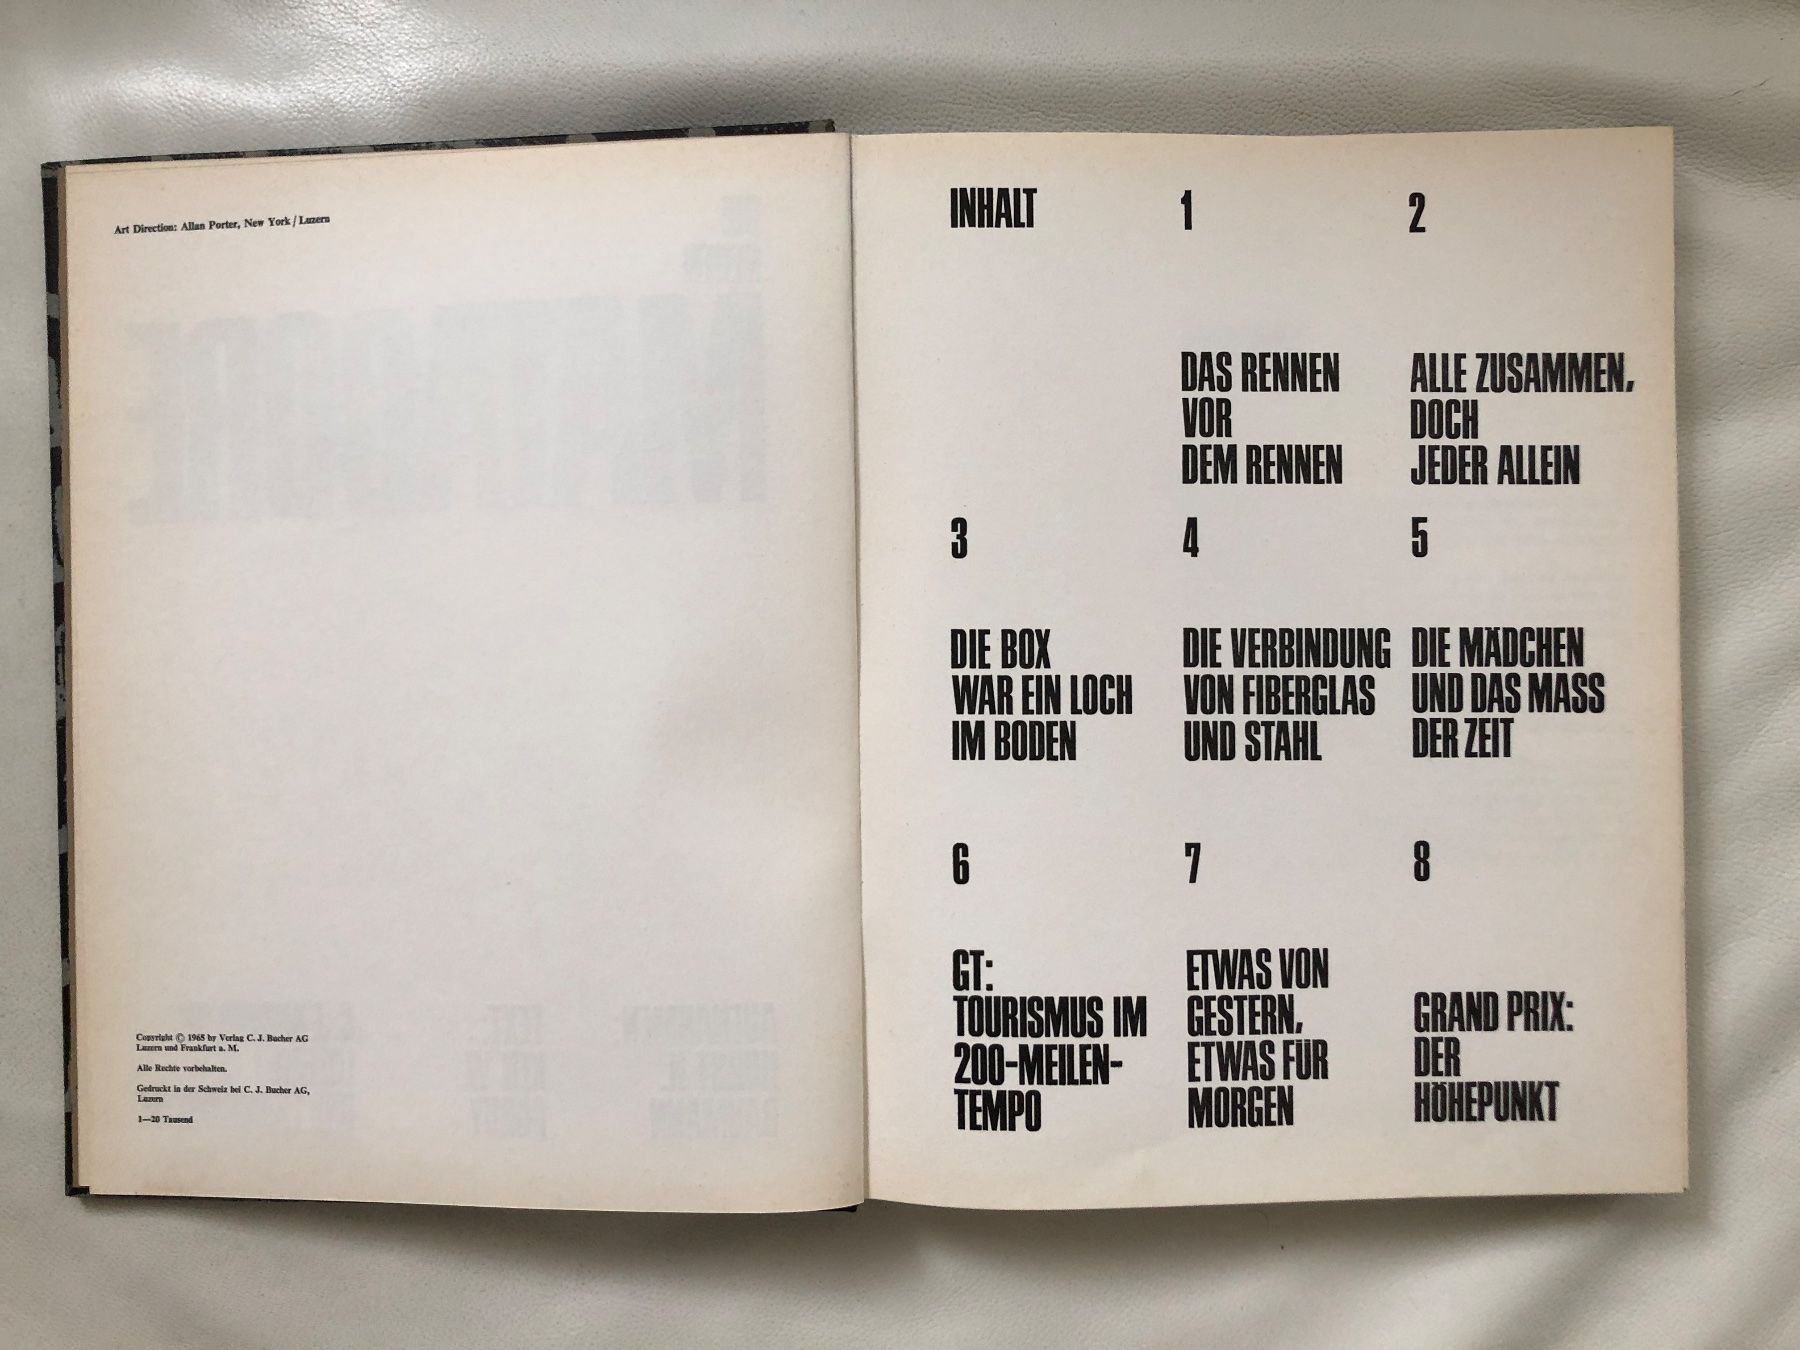 Art Direction: Allan Porter, New York / Luzern
Copyright © 1965 by Verlag C. J. Bucher AG
Luzern und Frankfurt a. M.
Alle Rechte vorbehalten.
Gedruckt in der Schweiz bei C. J. Bucher AG,
Luzern
1—20 Tausend
INHALT
1
DAS RENNEN
VOR
DEM RENNEN
2
ALLE ZUSAMMEN,
DOCH
JEDER ALLEIN
3
DIE BOX
WAR EIN LOCH
IM BODEN
4
DIE VERBINDUNG
VON FIBERGLAS
UND STAHL
5
DIE MÄDCHEN
UND DAS MASS
DER ZEIT
6
GT:
TOURISMUS IM
200-MEILEN-
TEMPO
7
ETWAS VON
GESTERN,
ETWAS FÜR
MORGEN
8
GRAND PRIX:
DER
HÖHEPUNKT